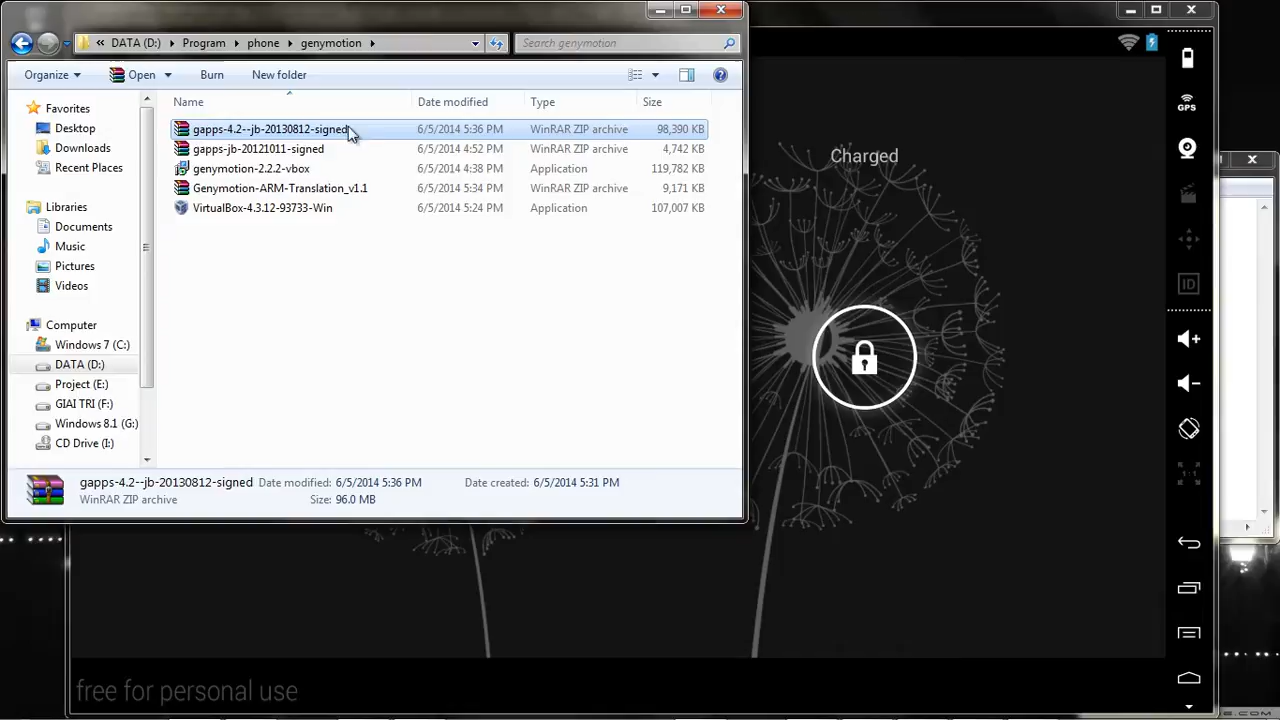 « DATA (D:) ▸ Program ▸ phone ▸ genymotion ▸
Search genymotion
Organize Open Burn New folder
Name Date modified Type Size
Favorites
Desktop
Downloads
Recent Places
Libraries
Documents
Music
Pictures
Videos
Computer
Windows 7 (C:)
DATA (D:)
Project (E:)
GIAI TRI (F:)
Windows 8.1 (G:)
CD Drive (I:)
gapps-4.2--jb-20130812-signed 6/5/2014 5:36 PM WinRAR ZIP archive 98,390 KB
gapps-jb-20121011-signed 6/5/2014 4:52 PM WinRAR ZIP archive 4,742 KB
genymotion-2.2.2-vbox 6/5/2014 4:38 PM Application 119,782 KB
Genymotion-ARM-Translation_v1.1 6/5/2014 5:34 PM WinRAR ZIP archive 9,171 KB
VirtualBox-4.3.12-93733-Win 6/5/2014 5:24 PM Application 107,007 KB
gapps-4.2--jb-20130812-signed Date modified: 6/5/2014 5:36 PM Date created: 6/5/2014 5:31 PM
WinRAR ZIP archive Size: 96.0 MB
Charged
GPS
ID
1:1
free for personal use